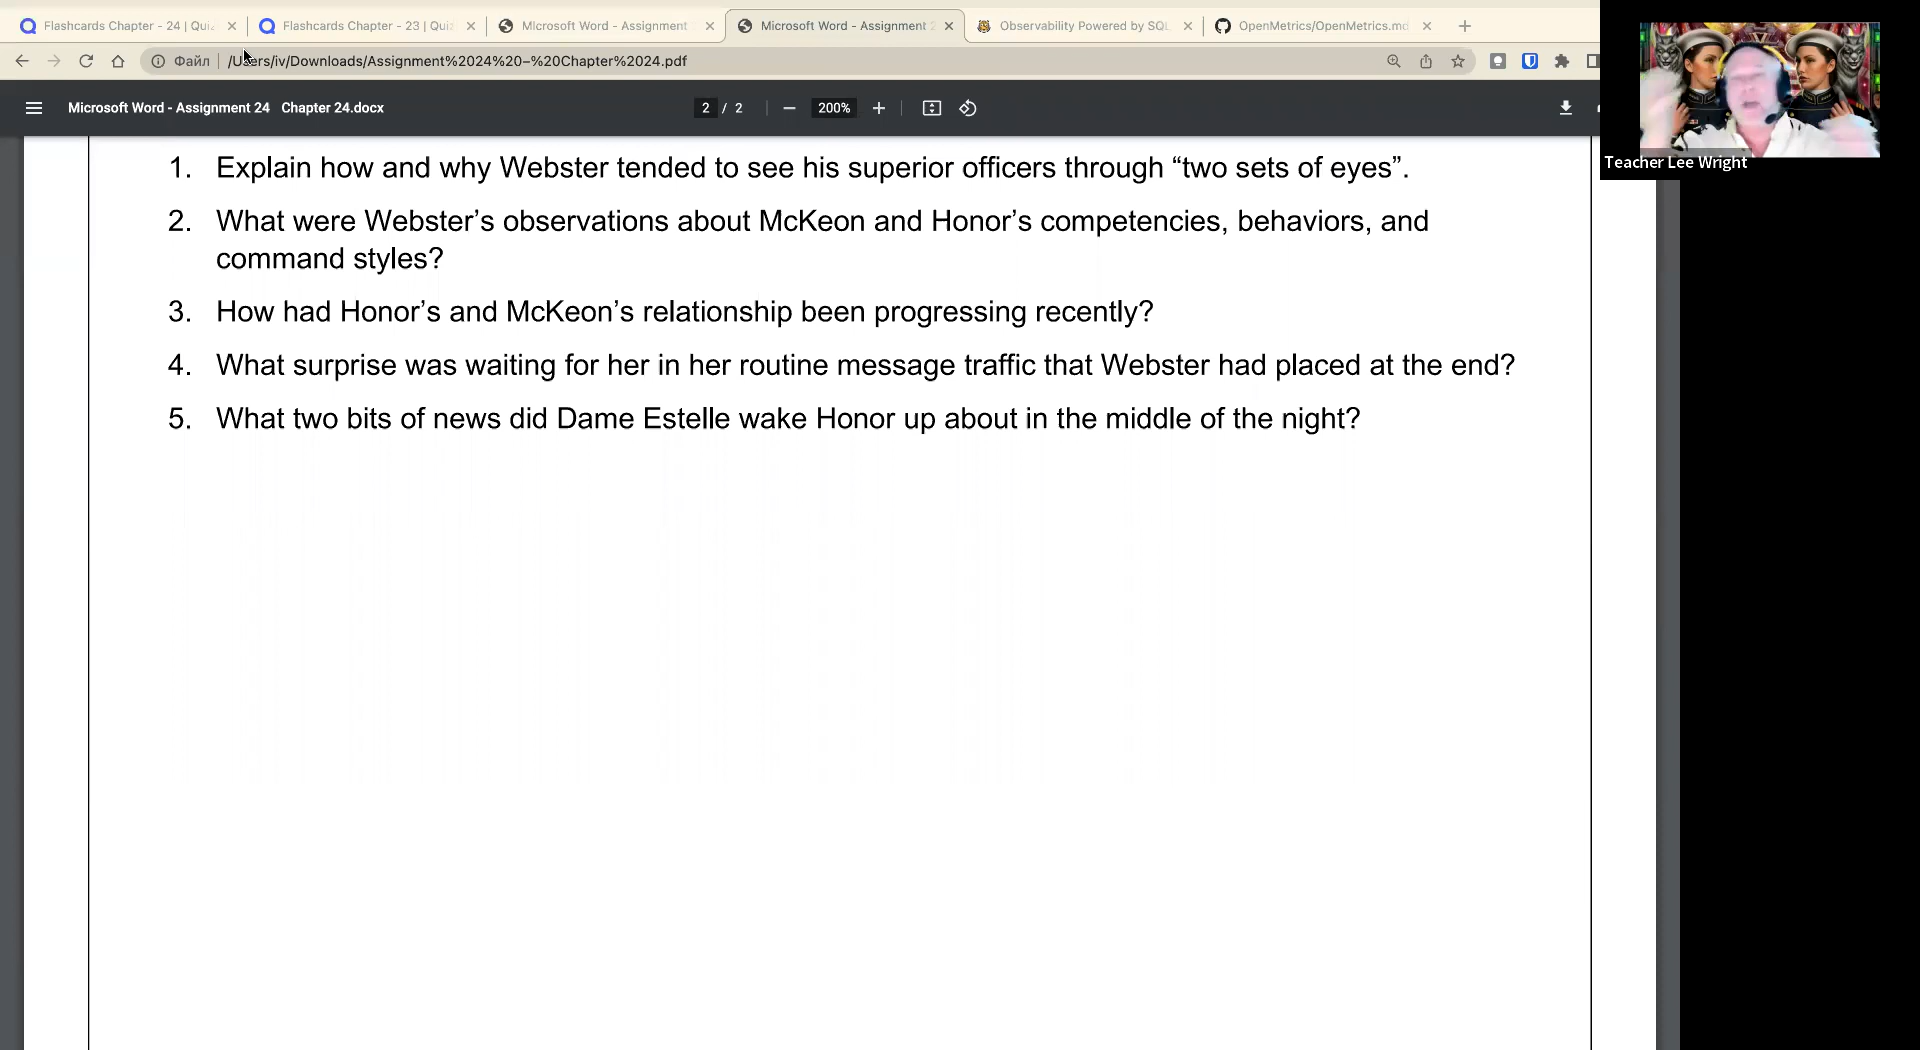 Flashcards Chapter - 24 | Qui
Flashcards Chapter - 23 | Qui
Microsoft Word - Assignment
Microsoft Word - Assignment 2
Observability Powered by SQL
OpenMetrics/OpenMetrics.md
Файл
/Users/iv/Downloads/Assignment%2024%20–%20Chapter%2024.pdf
Microsoft Word - Assignment 24 Chapter 24.docx
2 / 2
200%
Teacher Lee Wright
1. Explain how and why Webster tended to see his superior officers through “two sets of eyes”.
2. What were Webster’s observations about McKeon and Honor’s competencies, behaviors, and
command styles?
3. How had Honor’s and McKeon’s relationship been progressing recently?
4. What surprise was waiting for her in her routine message traffic that Webster had placed at the end?
5. What two bits of news did Dame Estelle wake Honor up about in the middle of the night?